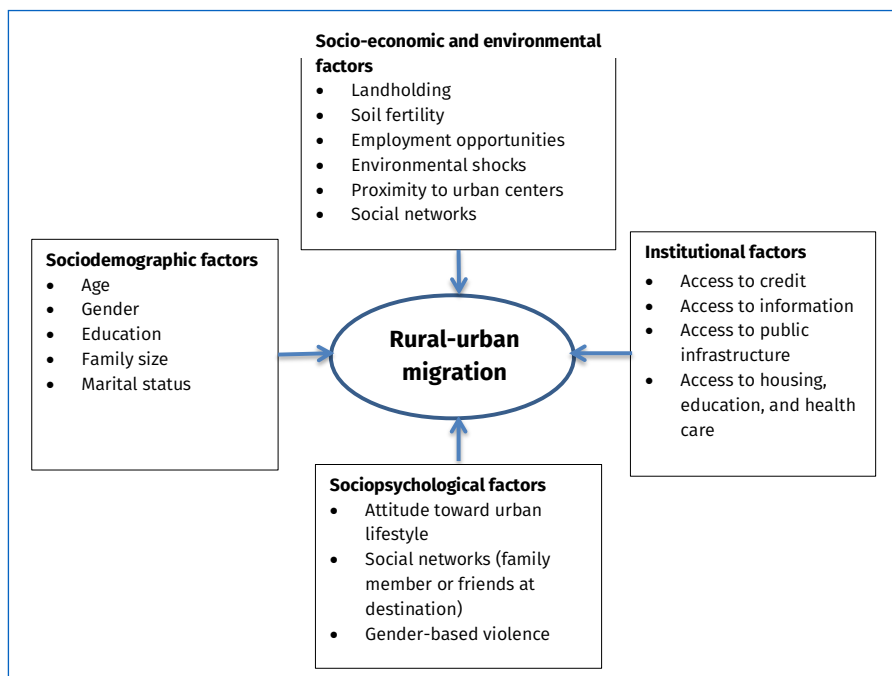 Socio-economic and environmental
factors
• Landholding
• Soil fertility
• Employment opportunities
• Environmental shocks
• Proximity to urban centers
• Social networks
Sociodemographic factors
• Age
• Gender
• Education
• Family size
• Marital status
Rural-urban
migration
Institutional factors
• Access to credit
• Access to information
• Access to public
infrastructure
• Access to housing,
education, and health
care
Sociopsychological factors
• Attitude toward urban
lifestyle
• Social networks (family
member or friends at
destination)
• Gender-based violence